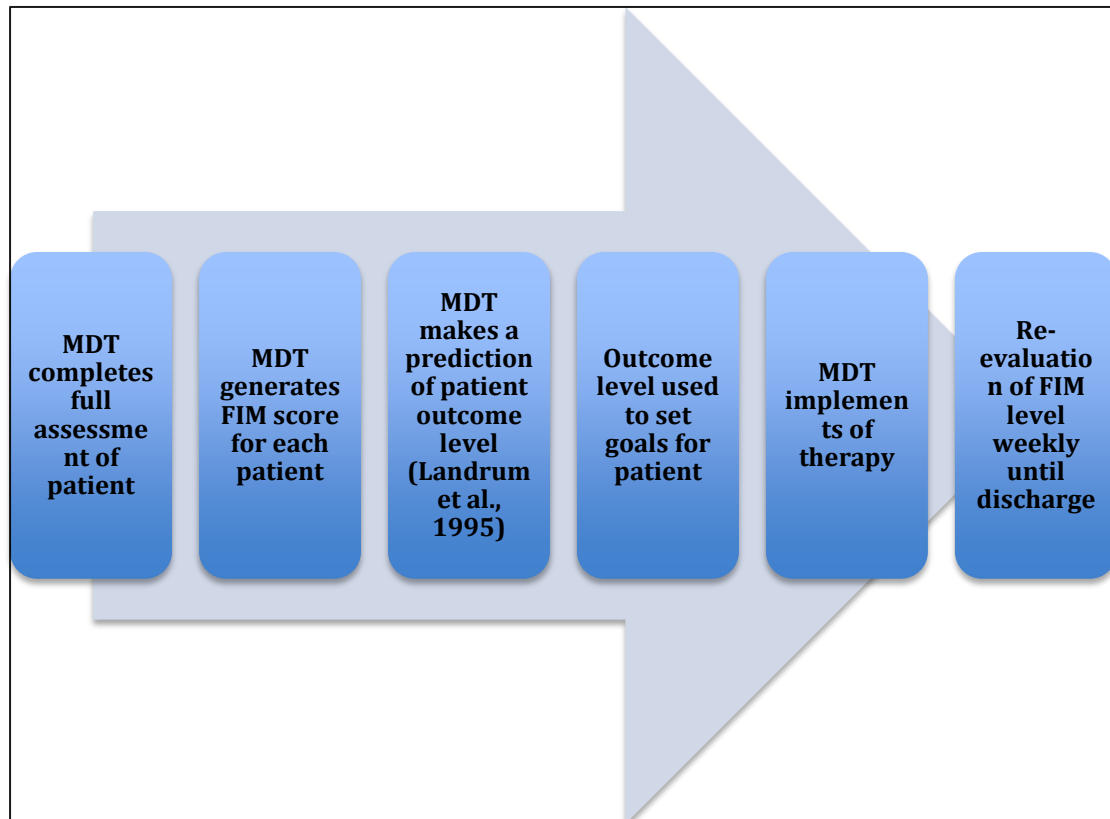 MDT
completes
full
assessme
nt of
patient
MDT
generates
FIM score
for each
patient
MDT
makes a
prediction
of patient
outcome
level
(Landrum
et al.,
1995)
Outcome
level used
to set
goals for
patient
MDT
implemen
ts of
therapy
Re-
evaluatio
n of FIM
level
weekly
until
discharge